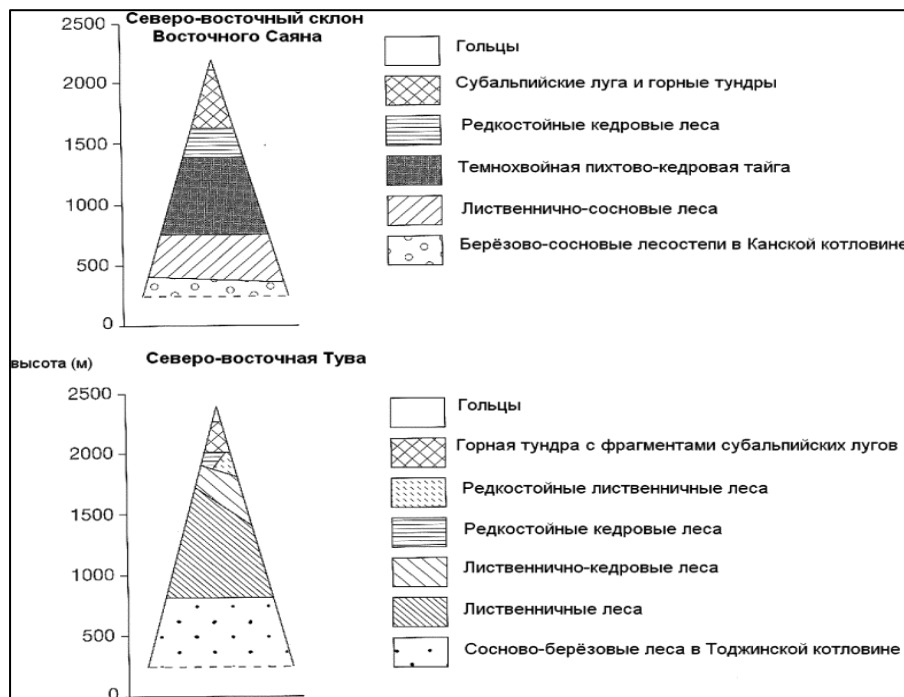 Северо-восточный склон
Восточного Саяна
2500
2000
1500
1000
500
0
Гольцы
Субальпийские луга и горные тундры
Редкостойные кедровые леса
Темнохвойная пихтово-кедровая тайга
Лиственнично-сосновые леса
Берёзово-сосновые лесостепи в Канской котловине
высота (м)
Северо-восточная Тува
2500
2000
1500
1000
500
0
Гольцы
Горная тундра с фрагментами субальпийских лугов
Редкостойные лиственничные леса
Редкостойные кедровые леса
Лиственнично-кедровые леса
Лиственничные леса
Сосново-берёзовые леса в Тоджинской котловине